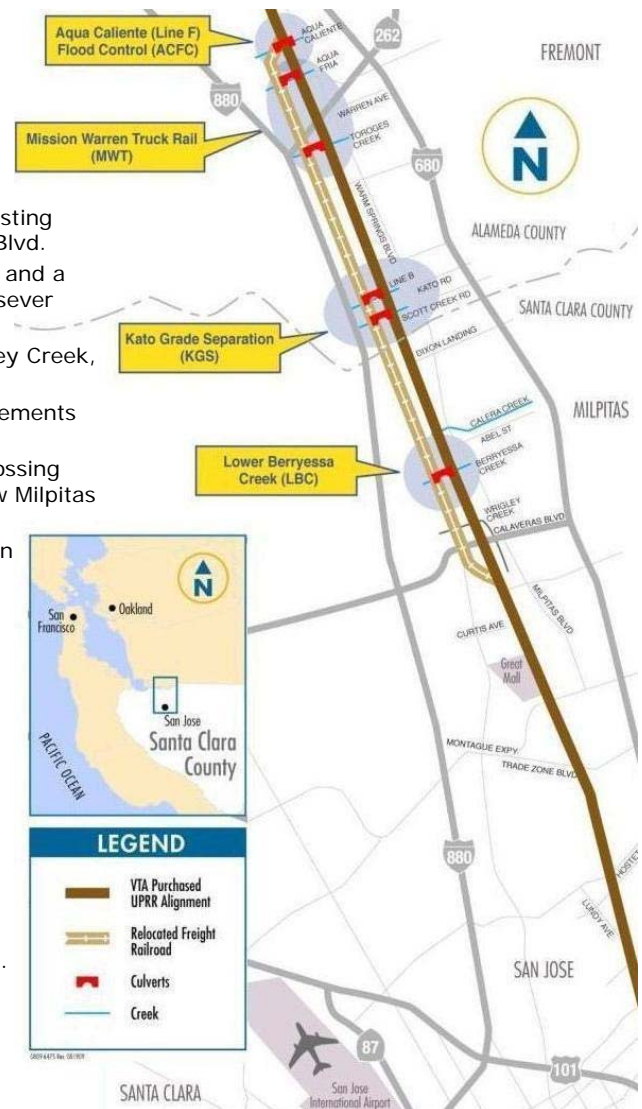 Aqua Caliente (Line F)
Flood Control (ACFC)
AQUA
CALIENTE
262
FREMONT
AQUA
FRIA
880
WARREN AVE
Mission Warren Truck Rail
(MWT)
TOROGES
CREEK
680
N
WARM SPRINGS BLVD
sting
Blvd.
ALAMEDA COUNTY
and a
sever
LINE B
KATO RD
SCOTT CREEK RD
SANTA CLARA COUNTY
Kato Grade Separation
(KGS)
DIXON LANDING
ey Creek,
ements
CALERA CREEK
MILPITAS
ABEL ST
ossing
w Milpitas
Lower Berryessa
Creek (LBC)
BERRYESSA
CREEK
WRIGLEY
CREEK
CALAVERAS BLVD
n
N
San
Francisco
Oakland
MILPITAS BLVD
CURTIS AVE
Great
Mall
San Jose
Santa Clara
County
PACIFIC OCEAN
MONTAGUE EXPY.
TRADE ZONE BLVD
LEGEND
880
HOSTET
VTA Purchased
UPRR Alignment
LUNDY AVE
Relocated Freight
Railroad
.
SAN JOSE
Culverts
Creek
87
101
SANTA CLARA
San Jose
International Airport